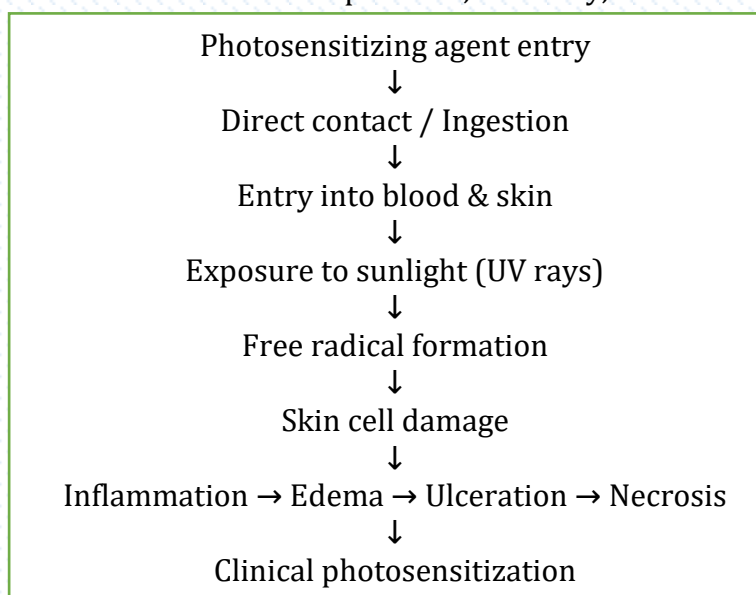 Photosensitizing agent entry
↓
Direct contact / Ingestion
↓
Entry into blood & skin
↓
Exposure to sunlight (UV rays)
↓
Free radical formation
↓
Skin cell damage
↓
Inflammation → Edema → Ulceration → Necrosis
↓
Clinical photosensitization